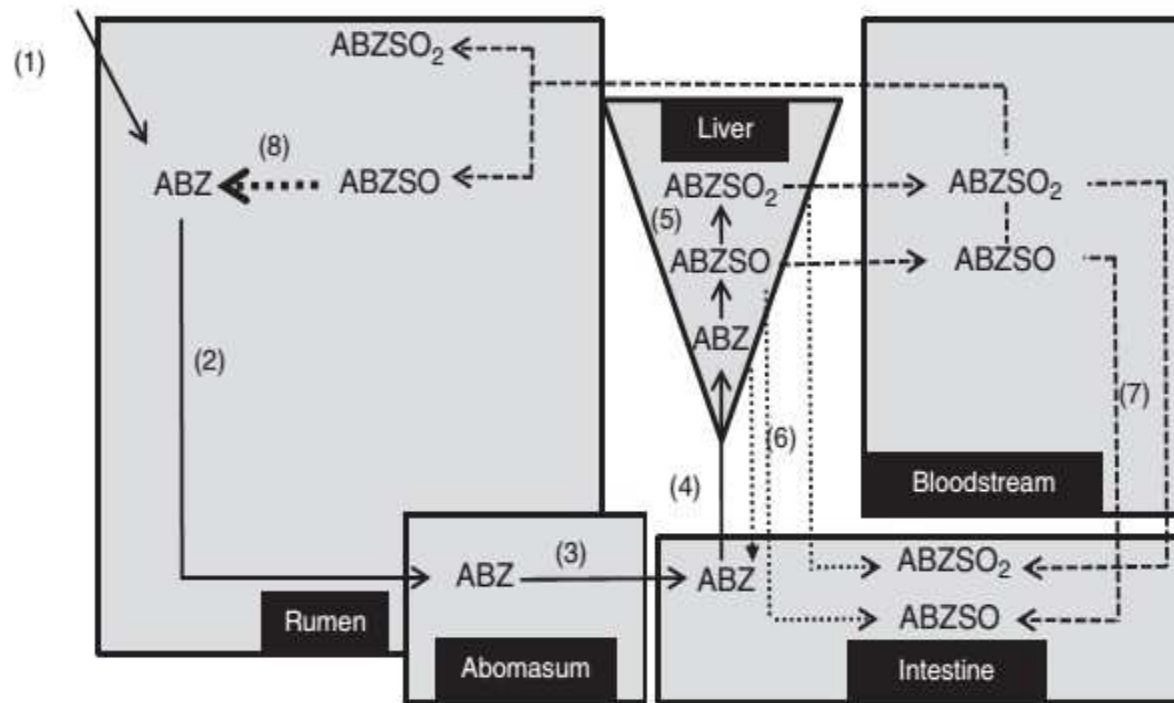 ABZSO₂
(1)
Liver
(8)
ABZ
ABZSO
ABZSO₂
ABZSO₂
(5)
ABZSO
ABZSO
ABZ
(2)
(7)
(6)
(4)
Bloodstream
(3)
ABZSO₂
ABZ
ABZ
ABZSO
Rumen
Abomasum
Intestine